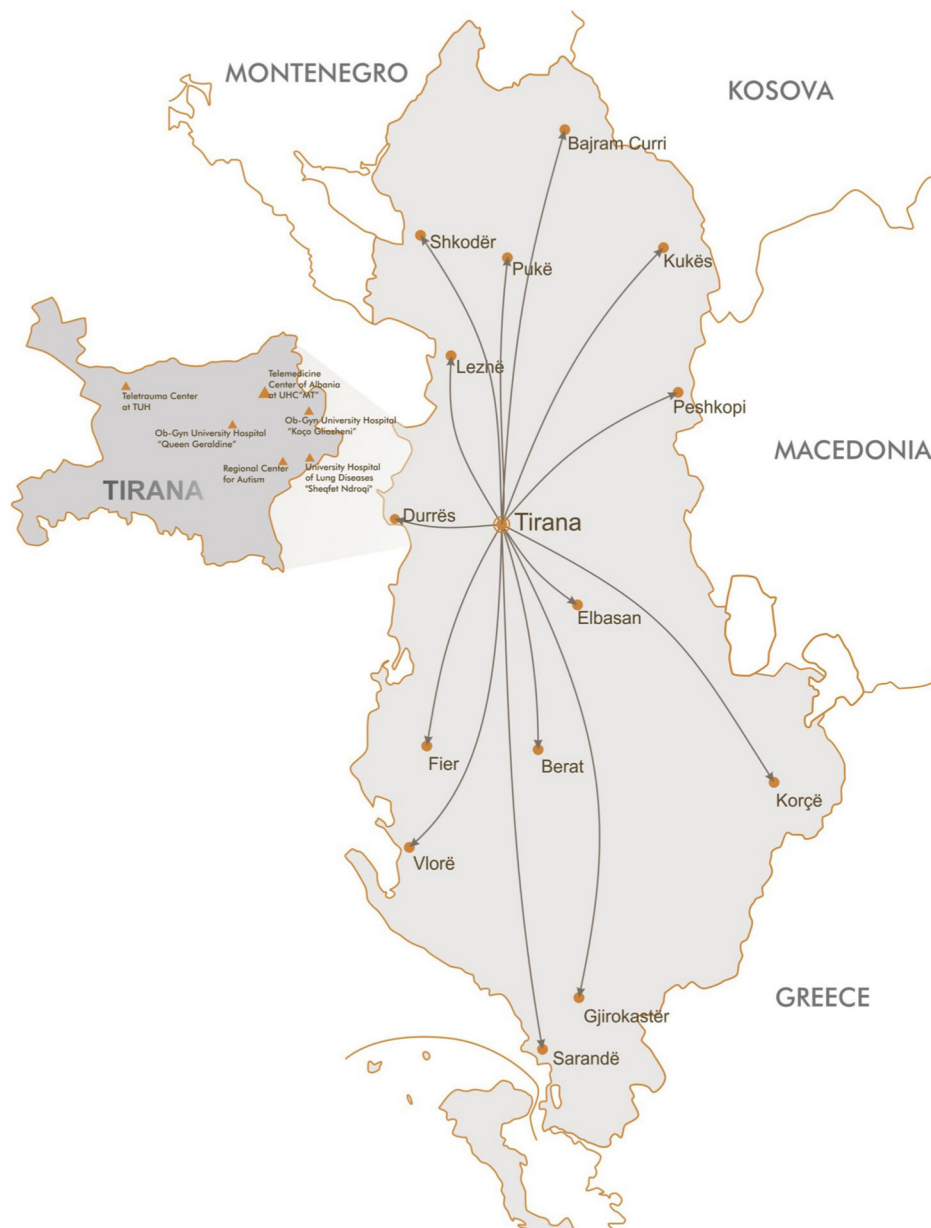 MONTENEGRO
KOSOVA
Bajram Curri
Shkodër
Pukë
Kukës
Lezhë
Peshkopi
Telemedicine
Center of Albania
at UHC"MT"
Teletrauma Center
at TUH
Ob-Gyn University Hospital
"Koço Gliozheni"
Ob-Gyn University Hospital
"Queen Geraldine"
Regional Center
for Autism
University Hospital
of Lung Diseases
"Sheqfet Ndroqi"
TIRANA
MACEDONIA
Durrës
Tirana
Elbasan
Fier
Berat
Korçë
Vlorë
GREECE
Gjirokastër
Sarandë